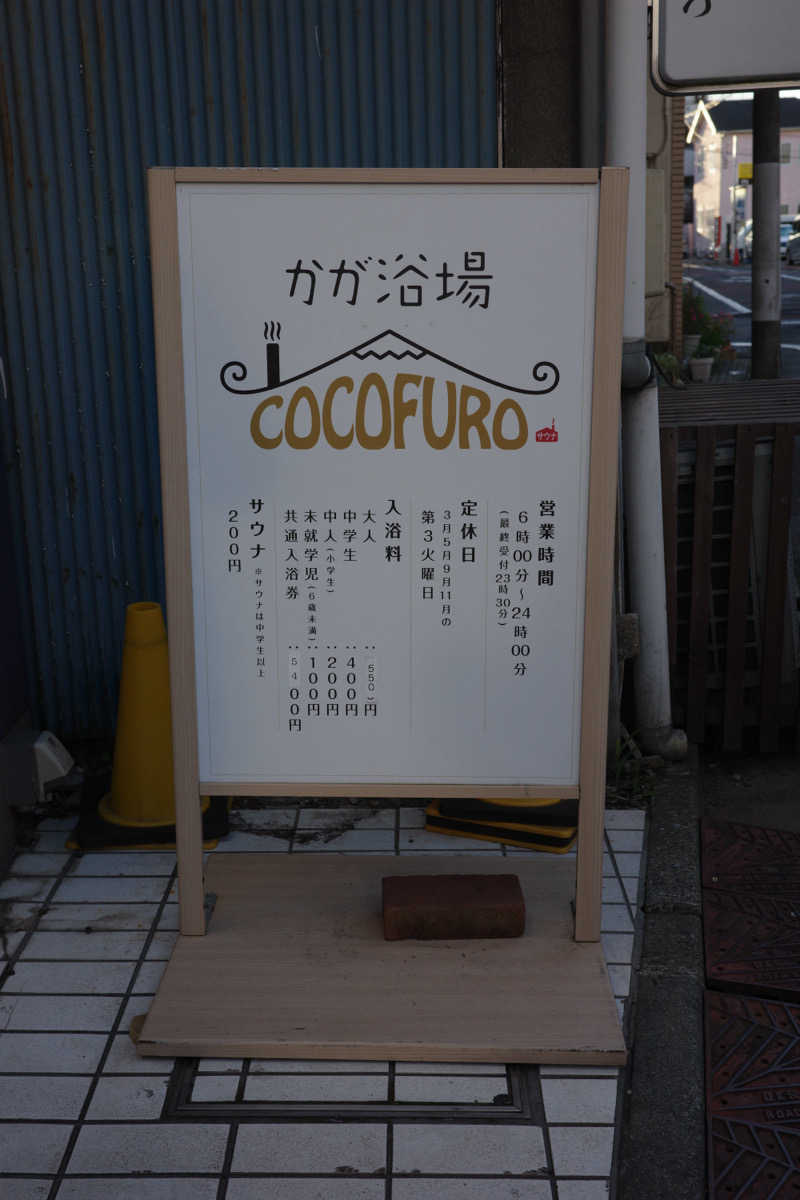 かが浴場
COCOFURO
サウナ
営業時間
6時00分～24時00分
(最終受付23時30分)
定休日
3月5月9月11月の
第3火曜日
入浴料
大人‥550円
中学生‥400円
中人(小学生)‥200円
未就学児(6歳未満)‥100円
共通入浴券‥5400円
サウナ ※サウナは中学生以上
200円